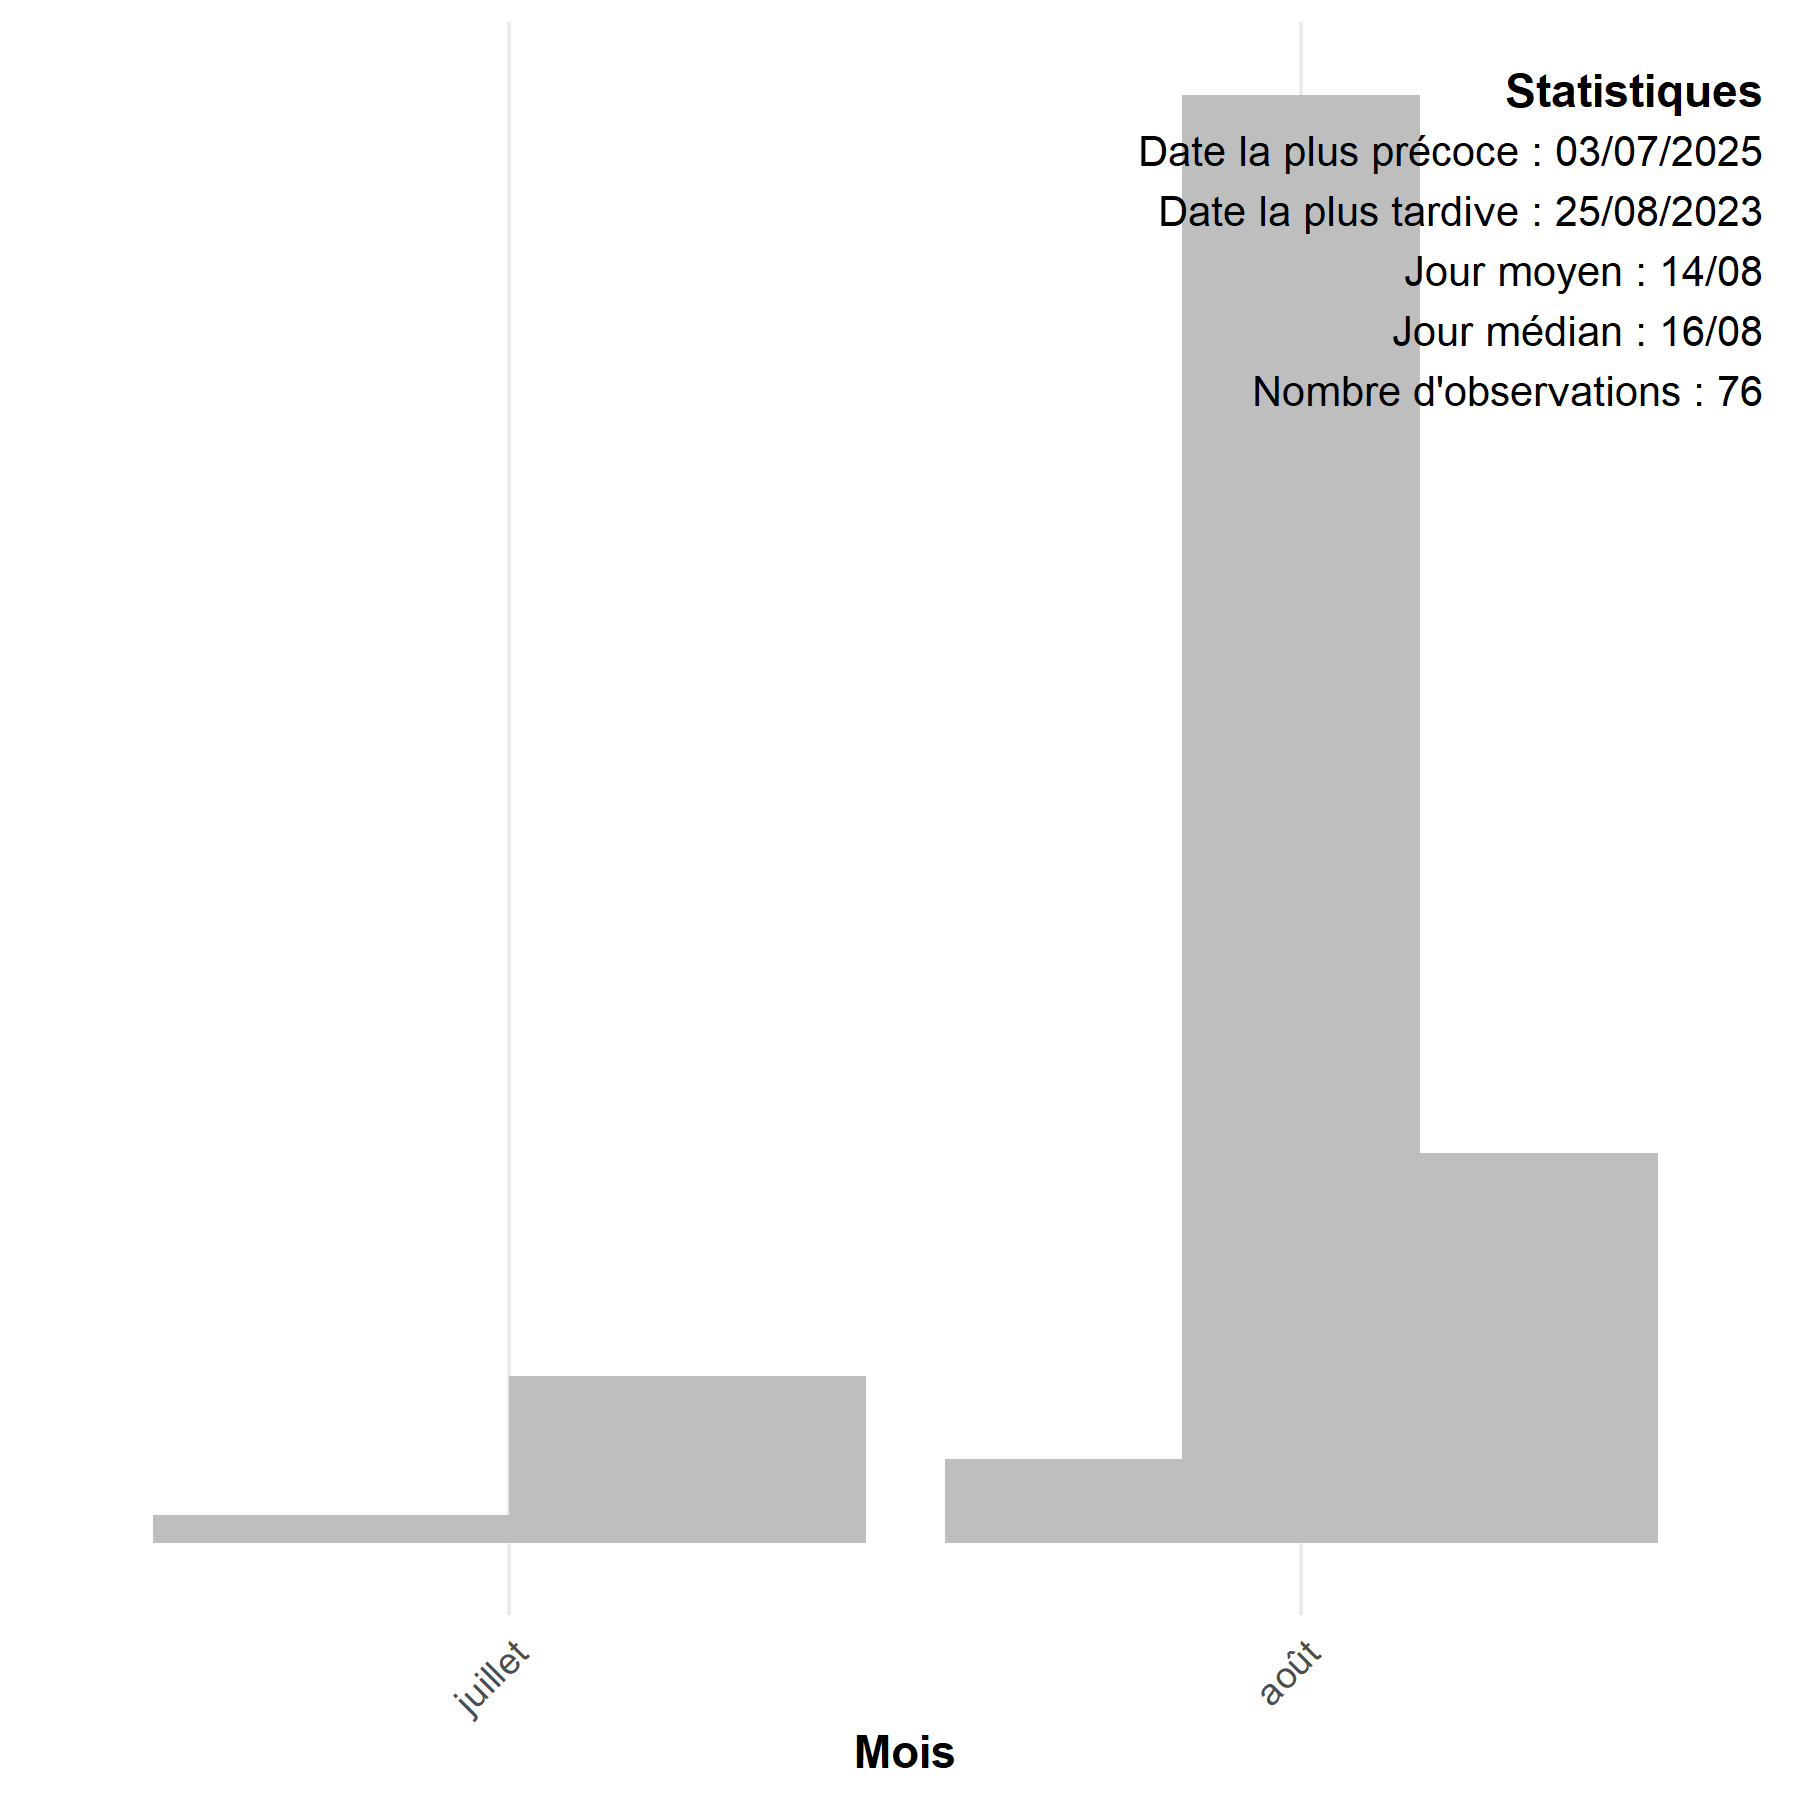 Statistiques
Date la plus précoce : 03/07/2025
Date la plus tardive : 25/08/2023
Jour moyen : 14/08
Jour médian : 16/08
Nombre d'observations : 76
juillet
août
Mois